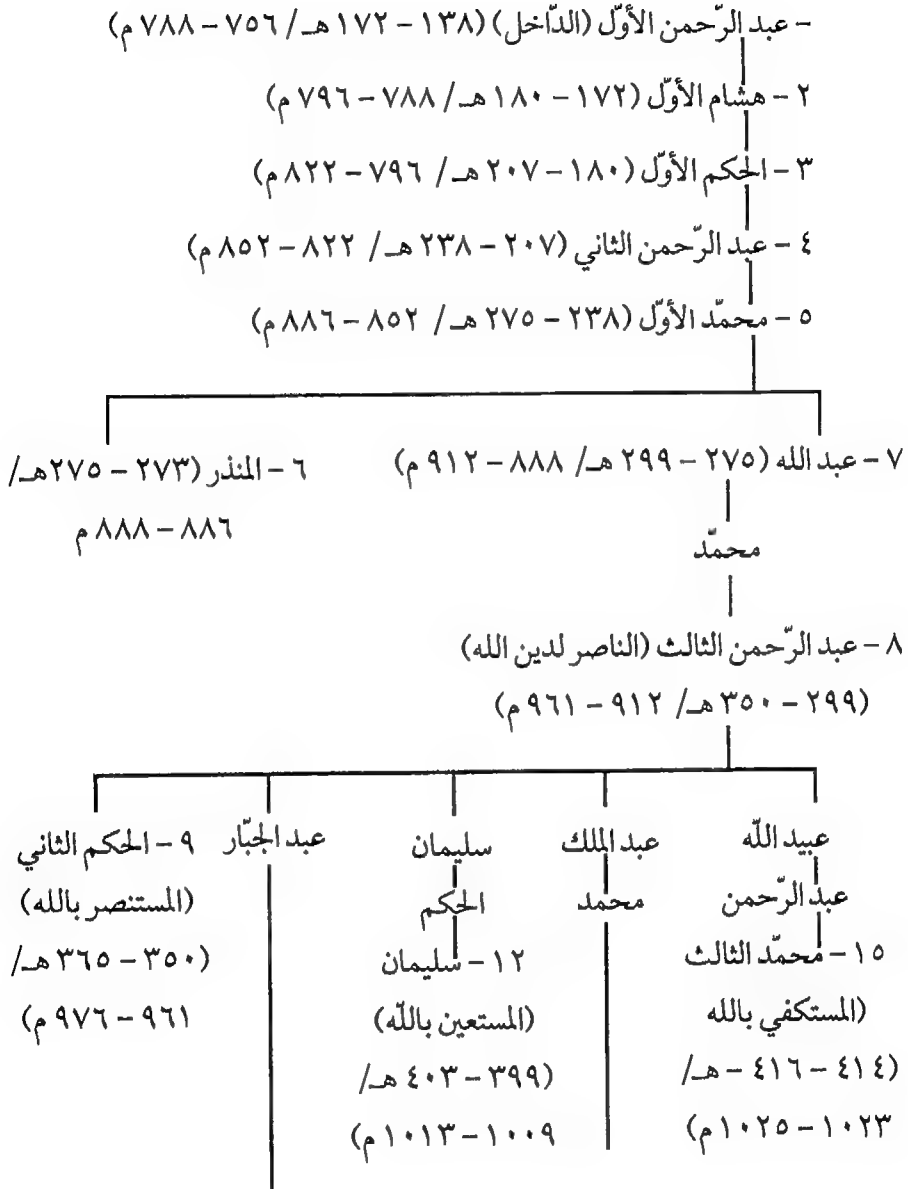 - عبد الرّحمن الأوّل (الدّاخل) (١٣٨ - ١٧٢ هـ/ ٧٥٦ - ٧٨٨ م)
٢ - هشام الأوّل (١٧٢ - ١٨٠ هـ/ ٧٨٨ - ٧٩٦ م)
٣ - الحكم الأوّل (١٨٠ - ٢٠٧ هـ/ ٧٩٦ - ٨٢٢ م)
٤ - عبد الرّحمن الثاني (٢٠٧ - ٢٣٨ هـ/ ٨٢٢ - ٨٥٢ م)
٥ - محمّد الأوّل (٢٣٨ - ٢٧٥ هـ/ ٨٥٢ - ٨٨٦ م)
٧ - عبد الله (٢٧٥ - ٢٩٩ هـ/ ٨٨٨ - ٩١٢ م)
٦ - المنذر (٢٧٣ - ٢٧٥ هـ/
٨٨٦ - ٨٨٨ م
محمّد
٨ - عبد الرّحمن الثالث (الناصر لدين الله)
(٢٩٩ - ٣٥٠ هـ/ ٩١٢ - ٩٦١ م)
عبيد اللّه
عبد الرّحمن
١٥ - محمّد الثالث
(المستكفي بالله
(٤١٤ - ٤١٦ - هـ/
١٠٢٣ - ١٠٢٥ م)
عبد الملك
محمد
سليمان
الحكم
١٢ - سليمان
(المستعين باللّه)
(٣٩٩ - ٤٠٣ هـ/
١٠٠٩ - ١٠١٣ م)
عبد الجبّار
٩ - الحكم الثاني
(المستنصر بالله)
(٣٥٠ - ٣٦٥ هـ/
٩٦١ - ٩٧٦ م)